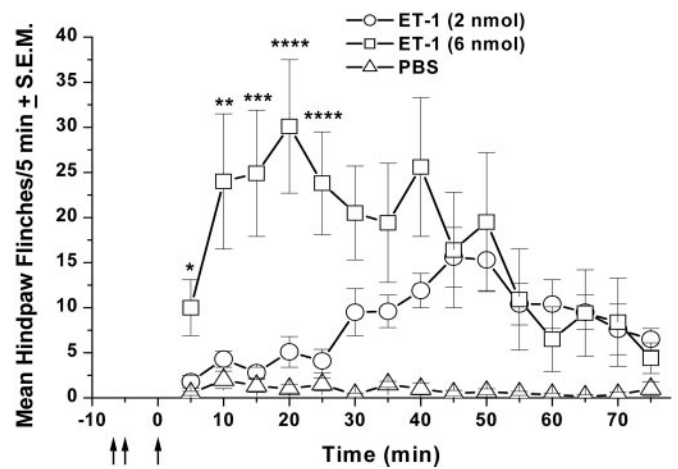 ET-1 (2 nmol)
ET-1 (6 nmol)
PBS
Mean Hindpaw Flinches/5 min ± S.E.M.
40
35
30
25
20
15
10
5
0
*
**
***
****
****
-10 0 10 20 30 40 50 60 70
Time (min)